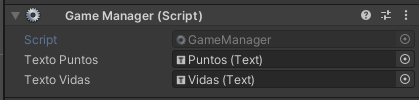 Game Manager (Script)
Script GameManager
Texto Puntos Puntos (Text)
Texto Vidas Vidas (Text)